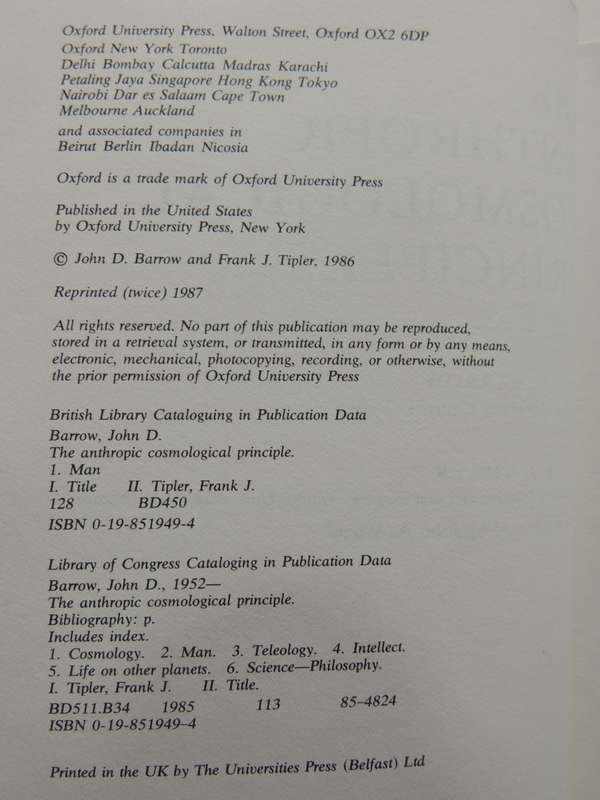 Oxford University Press, Walton Street, Oxford OX2 6DP
Oxford New York Toronto
Delhi Bombay Calcutta Madras Karachi
Petaling Jaya Singapore Hong Kong Tokyo
Nairobi Dar es Salaam Cape Town
Melbourne Auckland
and associated companies in
Beirut Berlin Ibadan Nicosia
Oxford is a trade mark of Oxford University Press
Published in the United States
by Oxford University Press, New York
© John D. Barrow and Frank J. Tipler, 1986
Reprinted (twice) 1987
All rights reserved. No part of this publication may be reproduced,
stored in a retrieval system, or transmitted, in any form or by any means,
electronic, mechanical, photocopying, recording, or otherwise, without
the prior permission of Oxford University Press
British Library Cataloguing in Publication Data
Barrow, John D.
The anthropic cosmological principle.
1. Man
I. Title II. Tipler, Frank J.
128 BD450
ISBN 0-19-851949-4
Library of Congress Cataloging in Publication Data
Barrow, John D., 1952—
The anthropic cosmological principle.
Bibliography: p.
Includes index.
1. Cosmology. 2. Man. 3. Teleology. 4. Intellect.
5. Life on other planets. 6. Science—Philosophy.
I. Tipler, Frank J. II. Title.
BD511.B34 1985 113 85–4824
ISBN 0-19-851949–4
Printed in the UK by The Universities Press (Belfast) Ltd